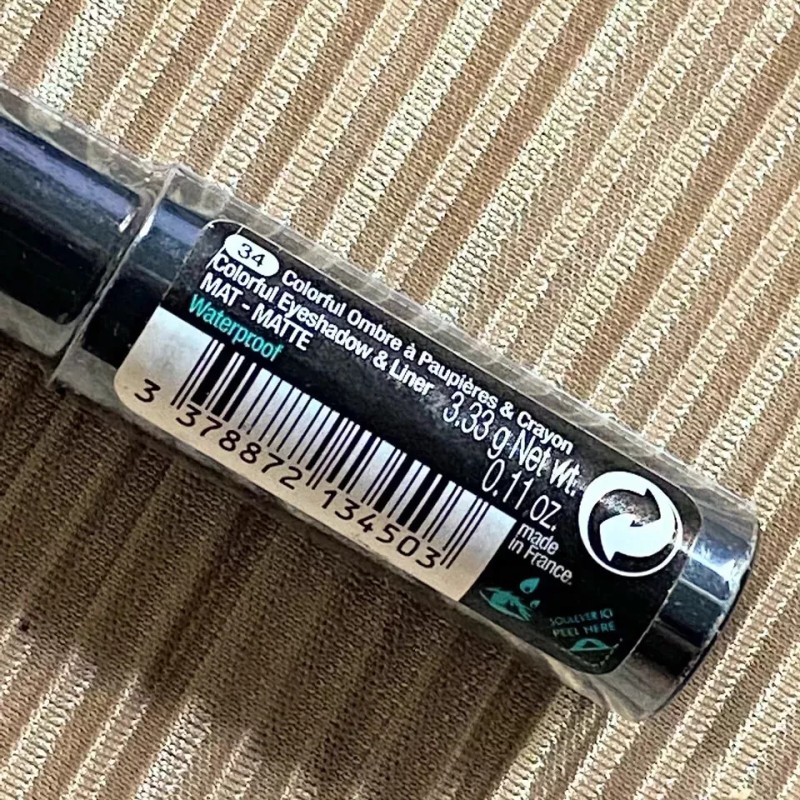 34 Colorful Ombre à Paupières & Crayon
Colorful Eyeshadow & Liner
MAT - MATTE
Waterproof
3.33 g Net wt.
0.11 oz.
made
in France.
3 378872 134503
SOULEVER ICI
PEEL HERE